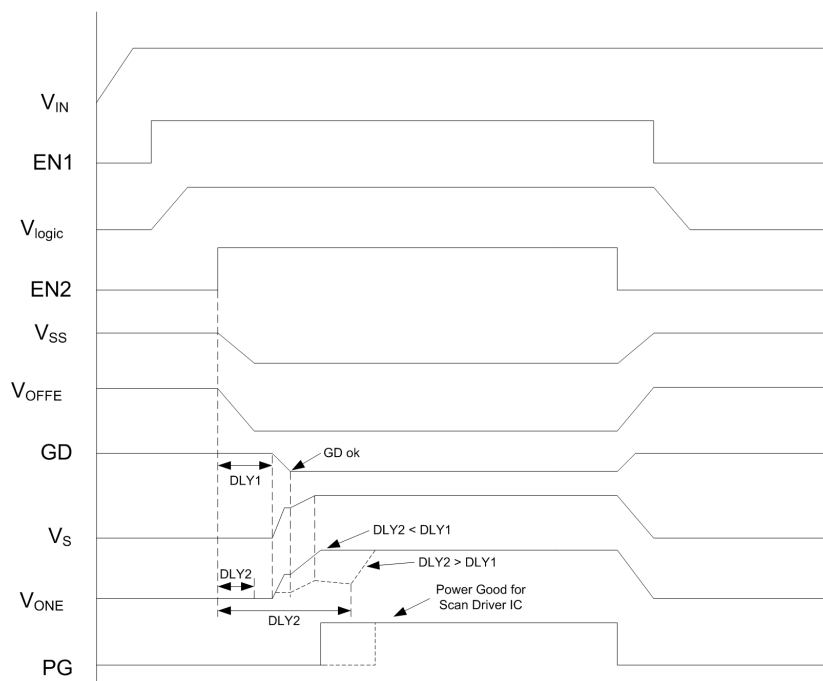 V_IN
EN1
V_logic
EN2
V_SS
V_OFFE
GD
GD ok
DLY1
V_S
DLY2 < DLY1
DLY2
DLY2 > DLY1
V_ONE
Power Good for
Scan Driver IC
DLY2
PG